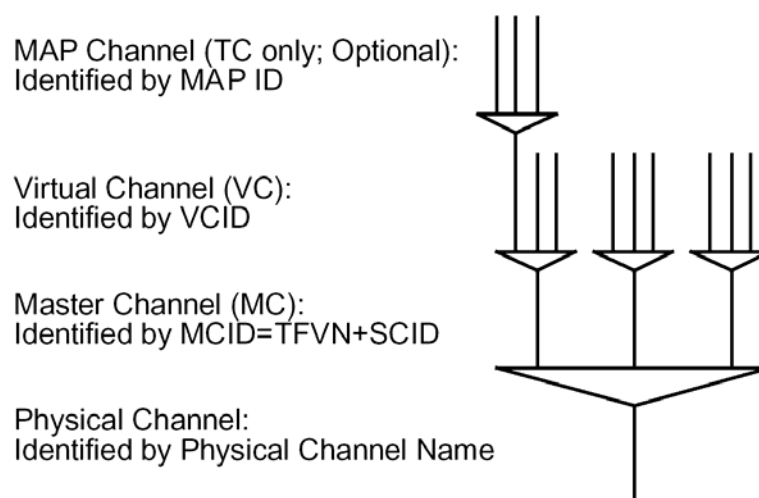 MAP Channel (TC only; Optional):
Identified by MAP ID
Virtual Channel (VC):
Identified by VCID
Master Channel (MC):
Identified by MCID=TFVN+SCID
Physical Channel:
Identified by Physical Channel Name